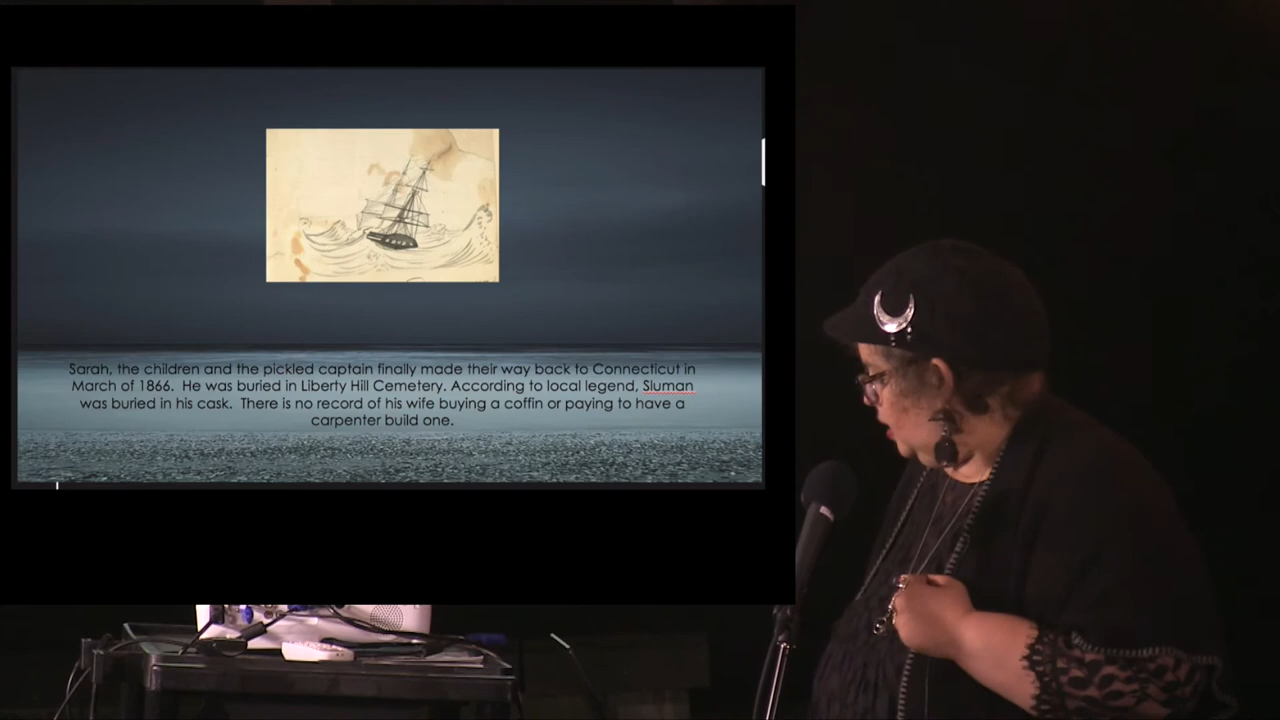 Sarah, the children and the pickled captain finally made their way back to Connecticut in
March of 1866.  He was buried in Liberty Hill Cemetery. According to local legend, Sluman
was buried in his cask.  There is no record of his wife buying a coffin or paying to have a
carpenter build one.